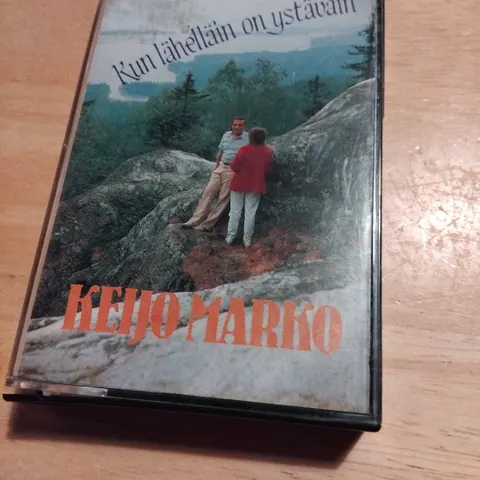 Kun lähelläin on ystäväin
KEIJO MARKO